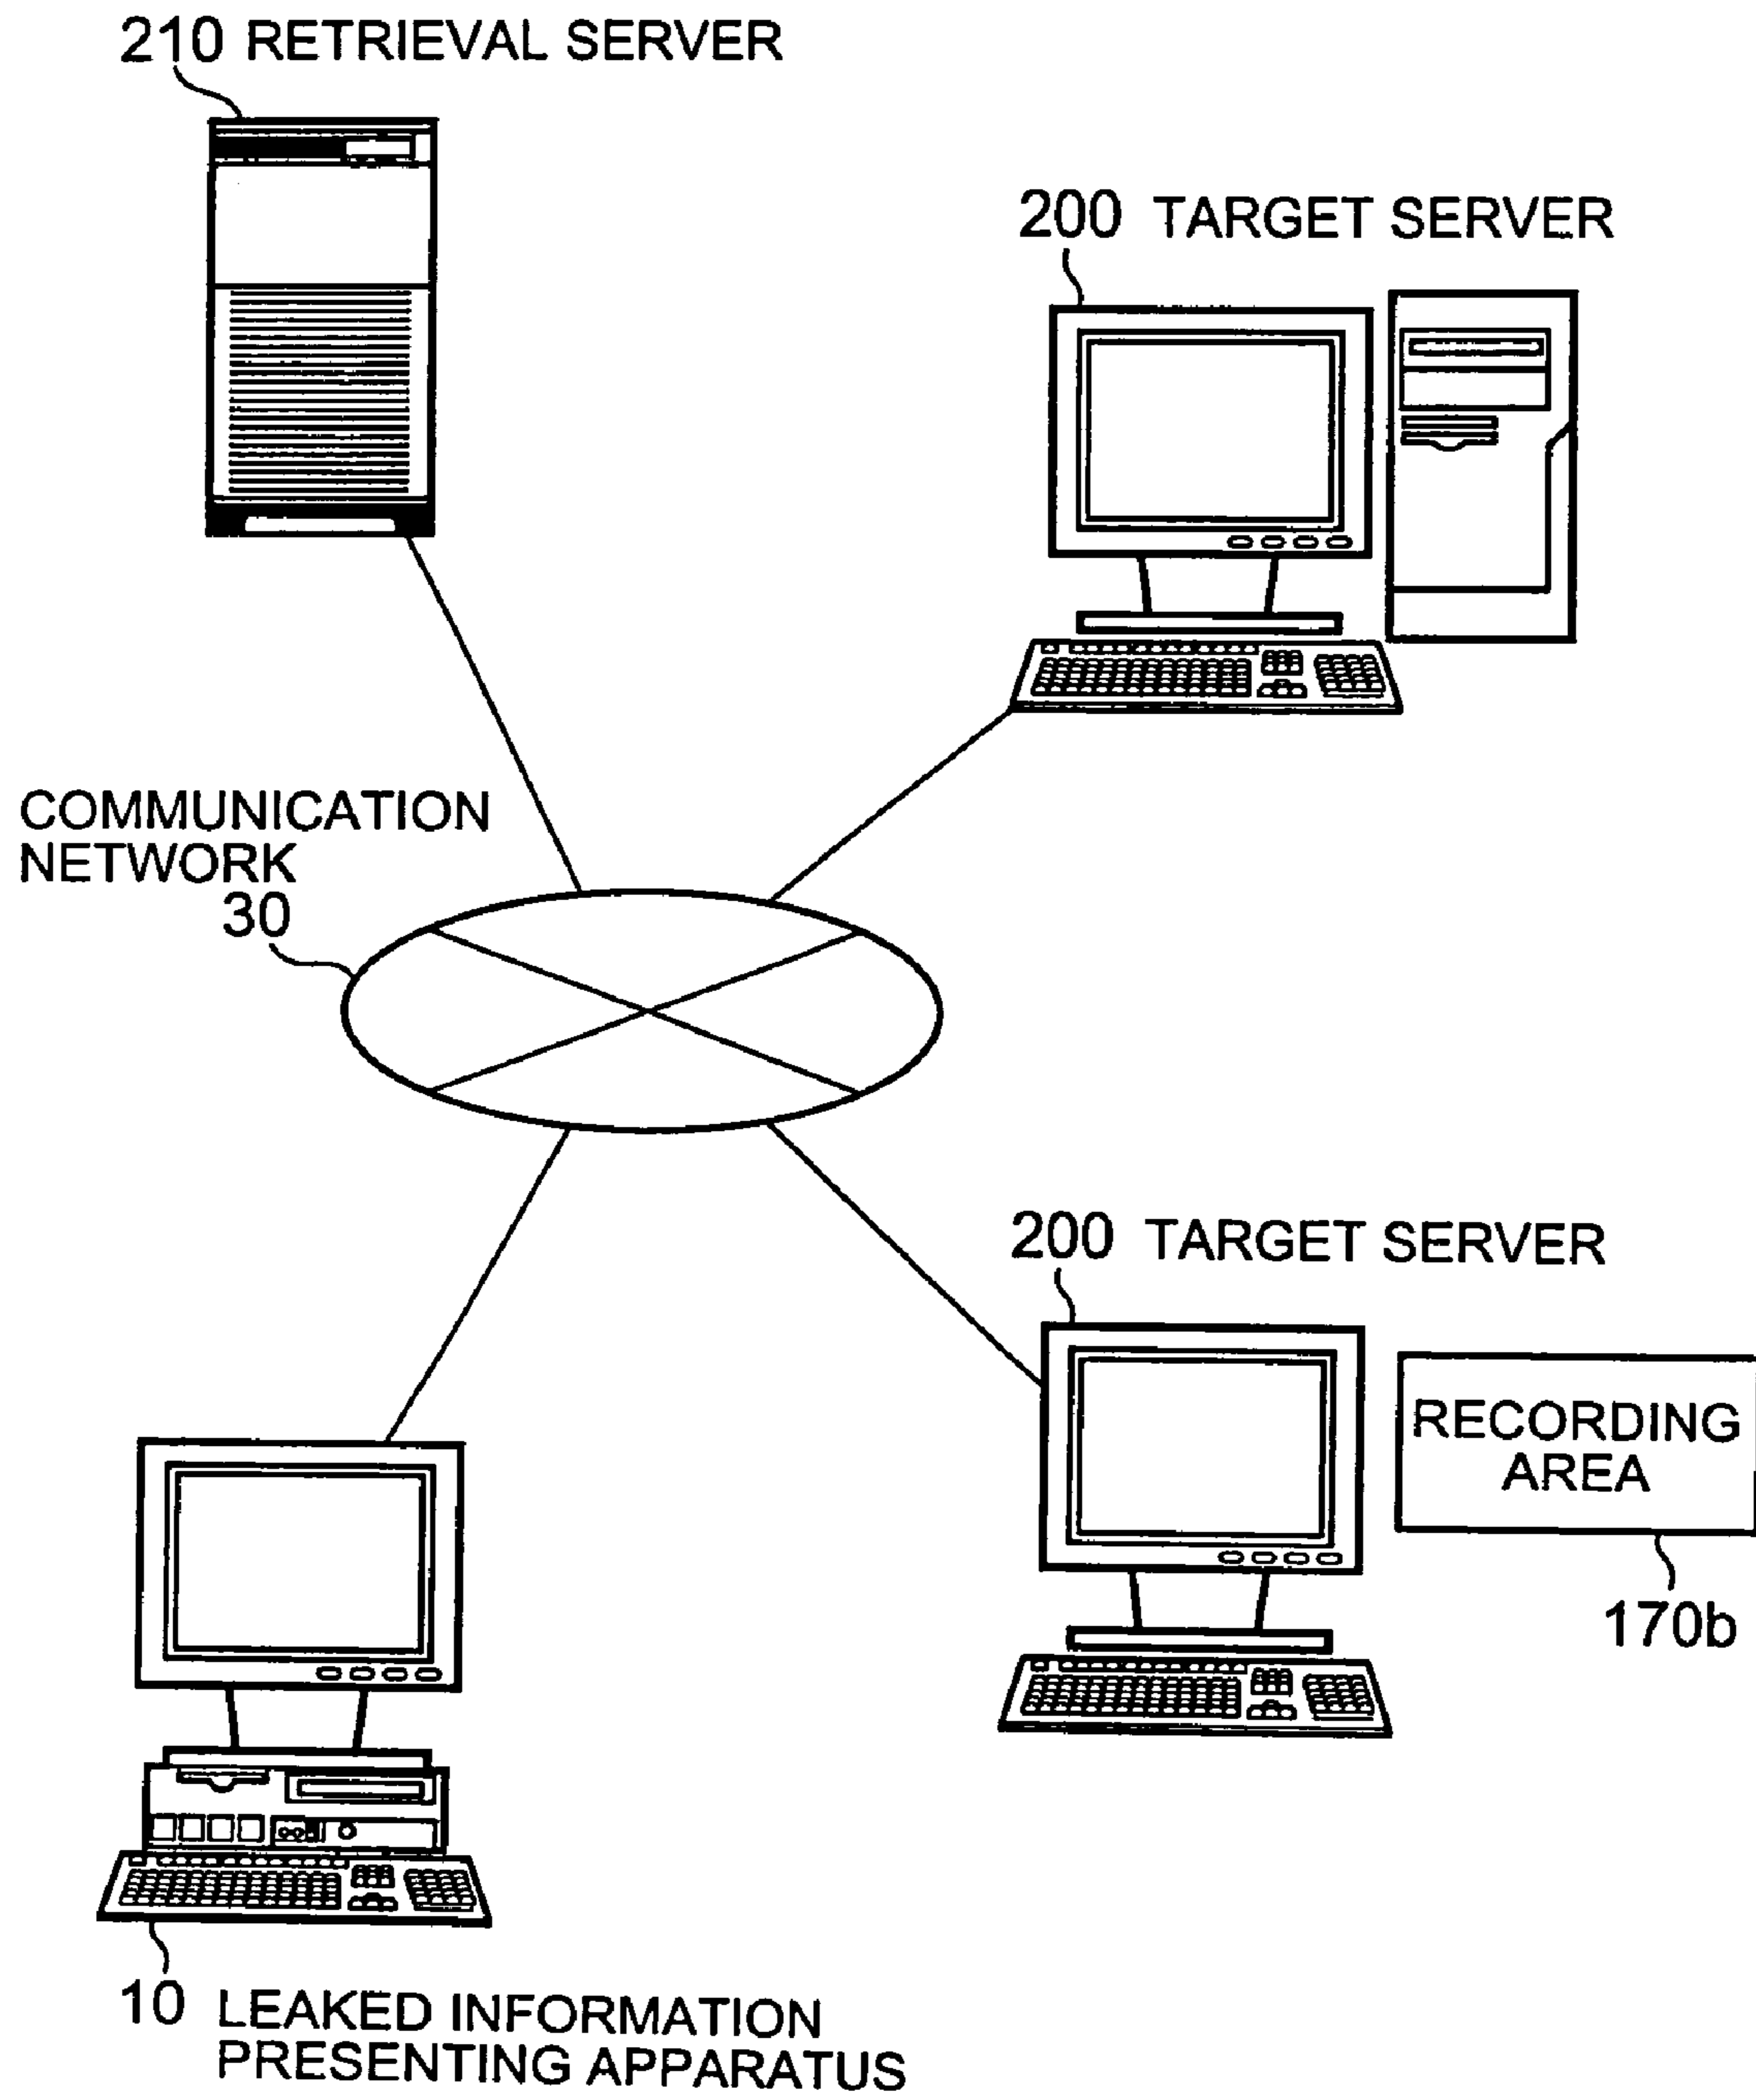 210 RETRIEVAL SERVER
200 TARGET SERVER
COMMUNICATION
NETWORK
30
200 TARGET SERVER
RECORDING
AREA
170b
10 LEAKED INFORMATION
PRESENTING APPARATUS